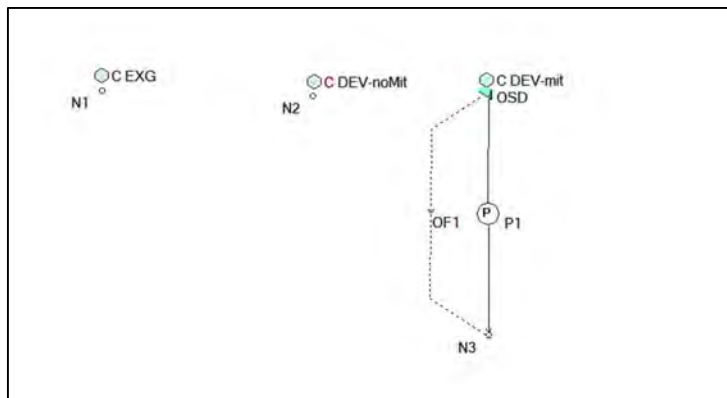 C EXG
N1
C DEV-noMit
N2
C DEV-mit
OSD
OF1
P
P1
N3